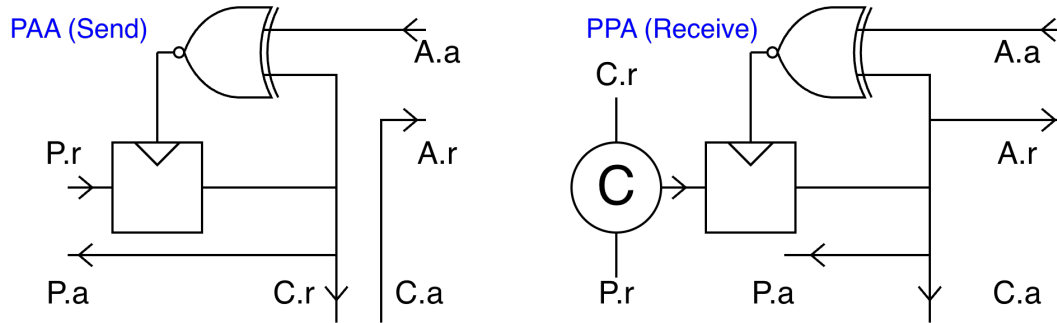 PAA (Send)
A.a
A.r
P.r
P.a
C.r
C.a
PPA (Receive)
A.a
C.r
A.r
C
P.r
P.a
C.a